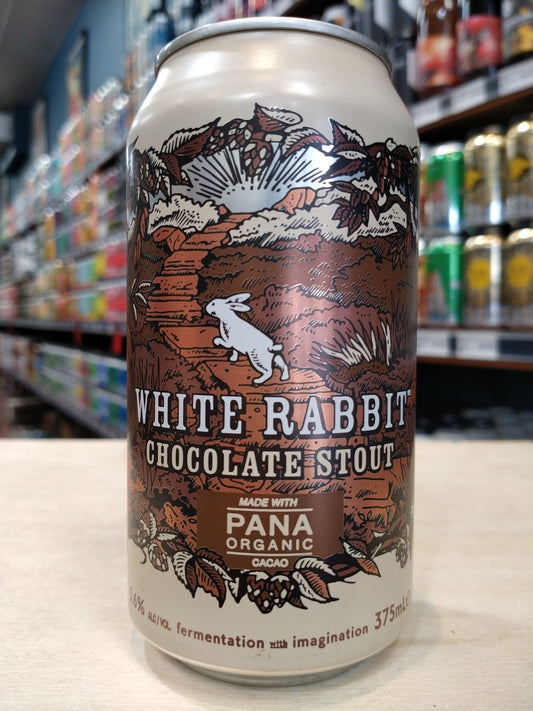 WHITE RABBIT
CHOCOLATE STOUT
MADE WITH
PANA
ORGANIC
CACAO
ALC/VOL fermentation with imagination 375mL